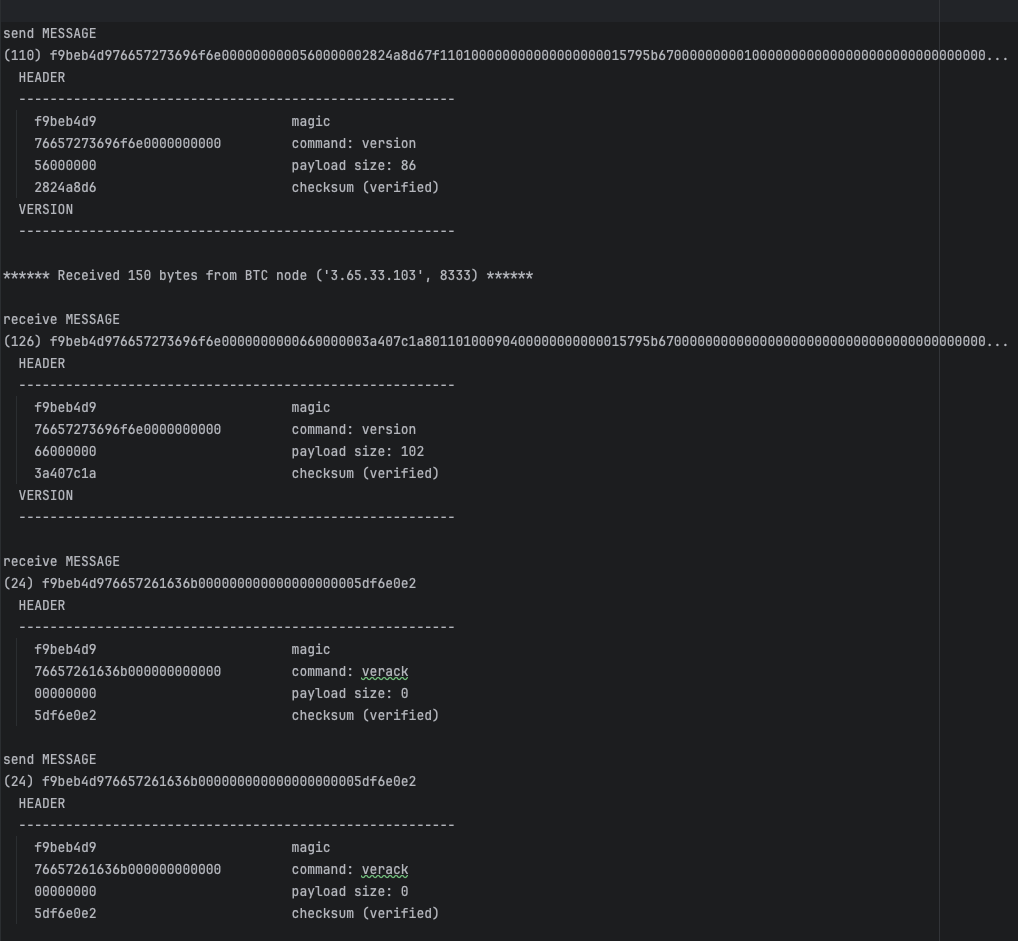 send MESSAGE
(110) f9beb4d976657273696f6e0000000000560000002824a8d67f1101000000000000000000015795b6700000000010000000000000000000000000000000...
HEADER
--------------------------------------------------------
f9beb4d9 magic
76657273696f6e0000000000 command: version
56000000 payload size: 86
2824a8d6 checksum (verified)
VERSION
--------------------------------------------------------
****** Received 150 bytes from BTC node ('3.65.33.103', 8333) ******
receive MESSAGE
(126) f9beb4d976657273696f6e0000000000660000003a407c1a801101000904000000000000015795b670000000000000000000000000000000000000000...
HEADER
--------------------------------------------------------
f9beb4d9 magic
76657273696f6e0000000000 command: version
66000000 payload size: 102
3a407c1a checksum (verified)
VERSION
--------------------------------------------------------
receive MESSAGE
(24) f9beb4d976657261636b000000000000000000005df6e0e2
HEADER
--------------------------------------------------------
f9beb4d9 magic
76657261636b000000000000 command: verack
00000000 payload size: 0
5df6e0e2 checksum (verified)
send MESSAGE
(24) f9beb4d976657261636b000000000000000000005df6e0e2
HEADER
--------------------------------------------------------
f9beb4d9 magic
76657261636b000000000000 command: verack
00000000 payload size: 0
5df6e0e2 checksum (verified)